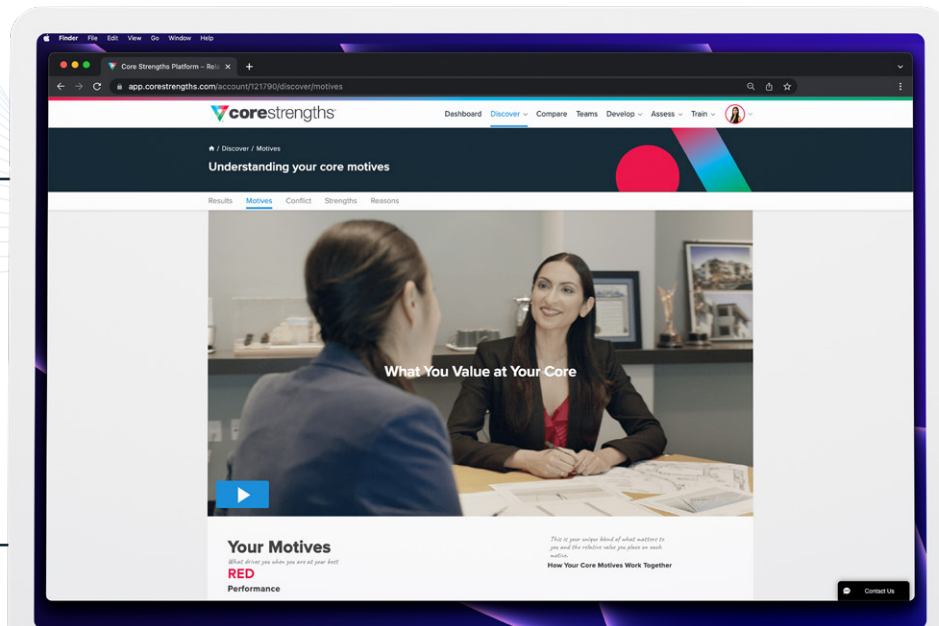 Finder File Edit View Go Window Help
Core Strengths Platform – Rela
app.corestrengths.com/account/121790/discover/motives
corestrengths
Dashboard Discover Compare Teams Develop Assess Train
/ Discover / Motives
Understanding your core motives
Results Motives Conflict Strengths Reasons
What You Value at Your Core
Your Motives
What drives you when you are at your best
RED
Performance
This is your unique blend of what matters to
you and the relative value you place on each
motive.
How Your Core Motives Work Together
Contact Us